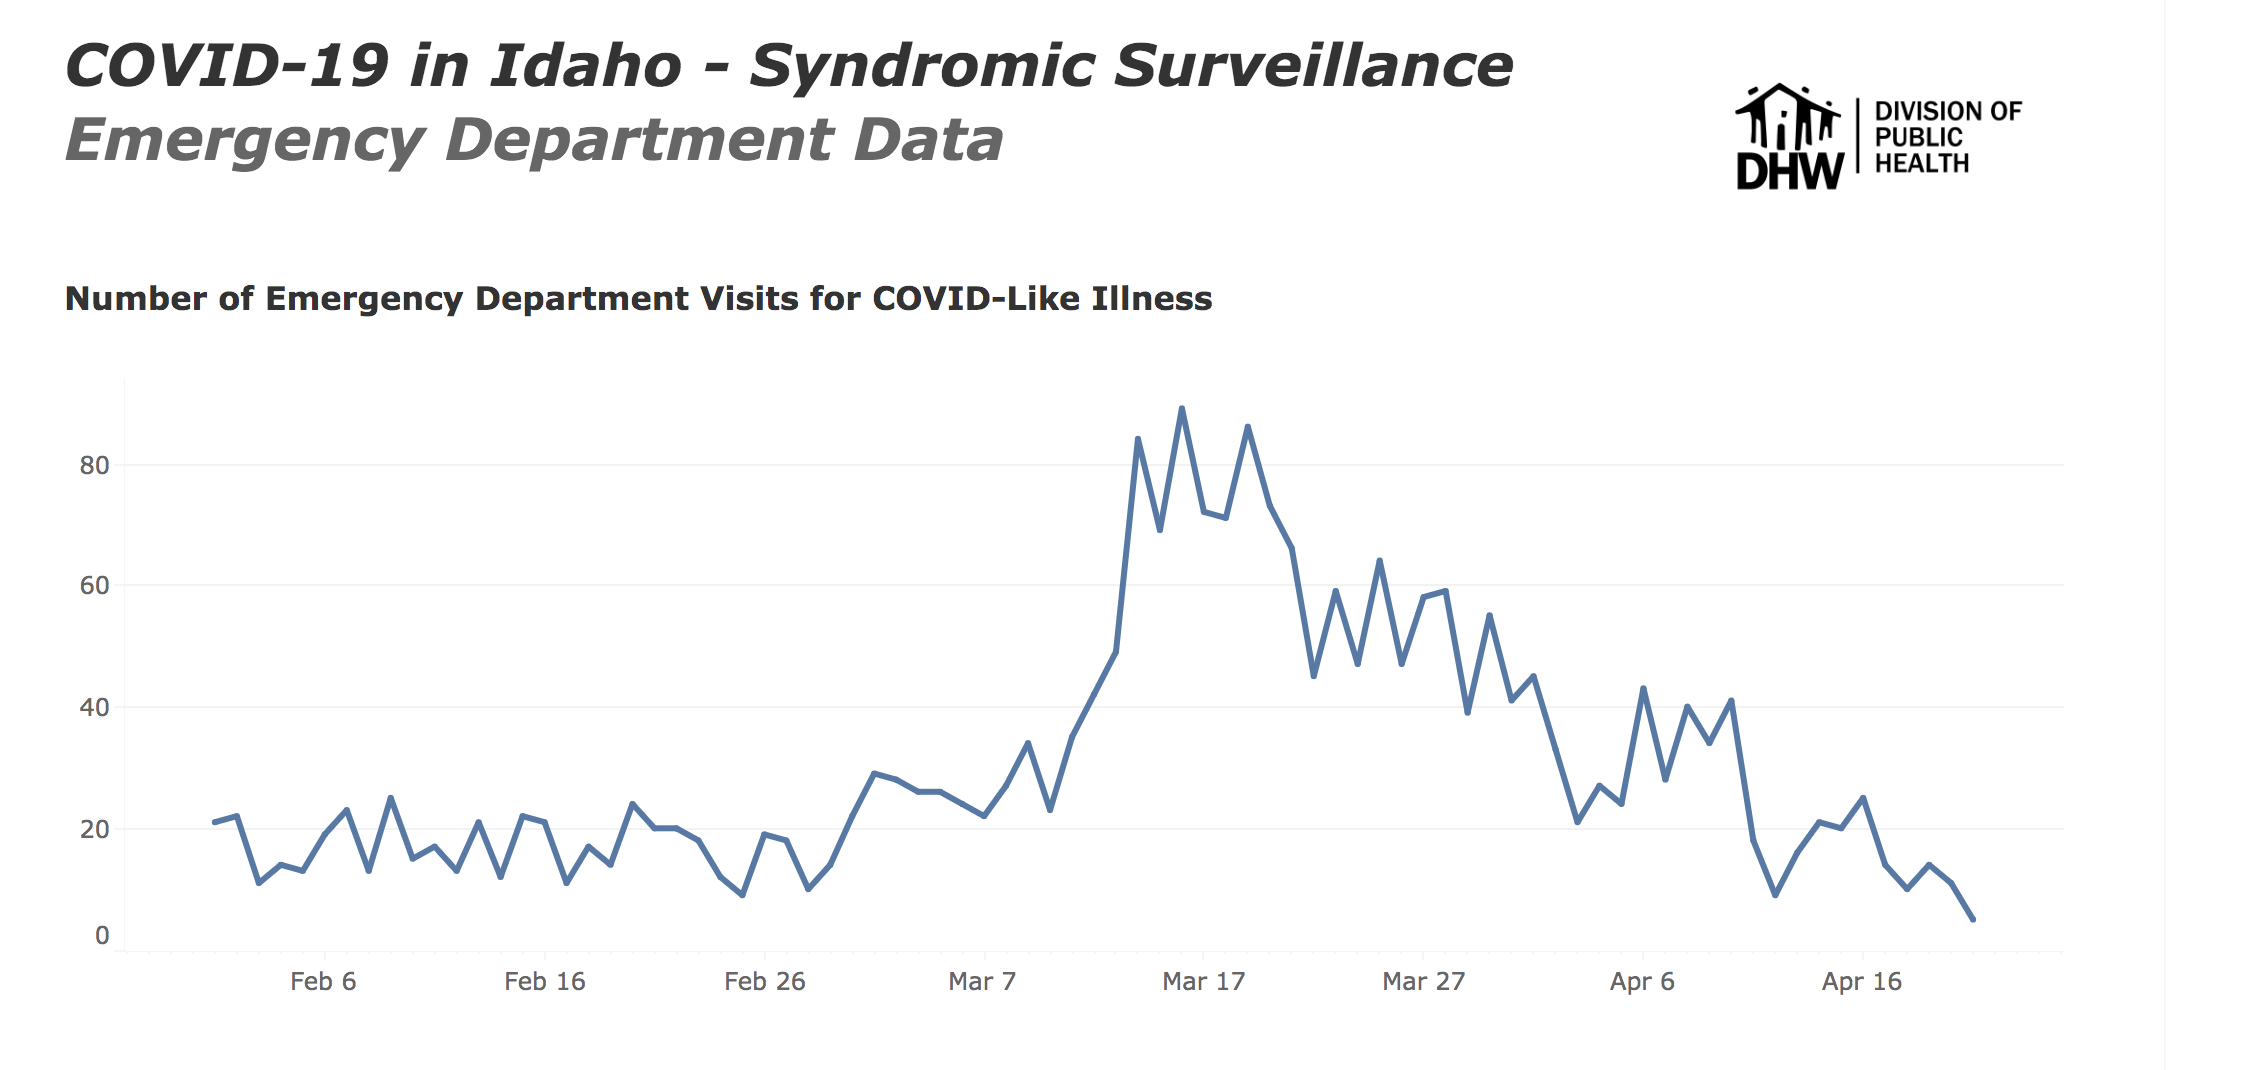 COVID-19 in Idaho - Syndromic Surveillance
Emergency Department Data
DHW
DIVISION OF
PUBLIC
HEALTH
Number of Emergency Department Visits for COVID-Like Illness
80
60
40
20
0
Feb 6 Feb 16 Feb 26 Mar 7 Mar 17 Mar 27 Apr 6 Apr 16